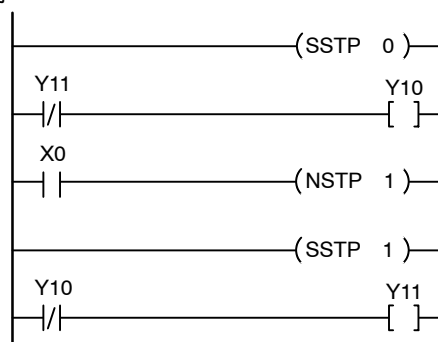 (SSTP 0)
Y11 Y10
X0
(NSTP 1)
(SSTP 1)
Y10 Y11